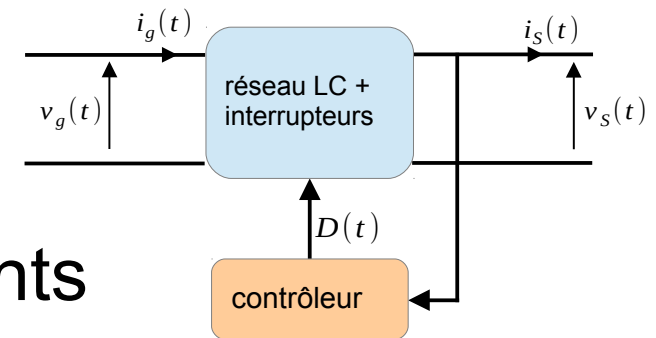 i_g(t)
i_S(t)
réseau LC +
interrupteurs
v_g(t)
v_S(t)
D(t)
nts
contrôleur